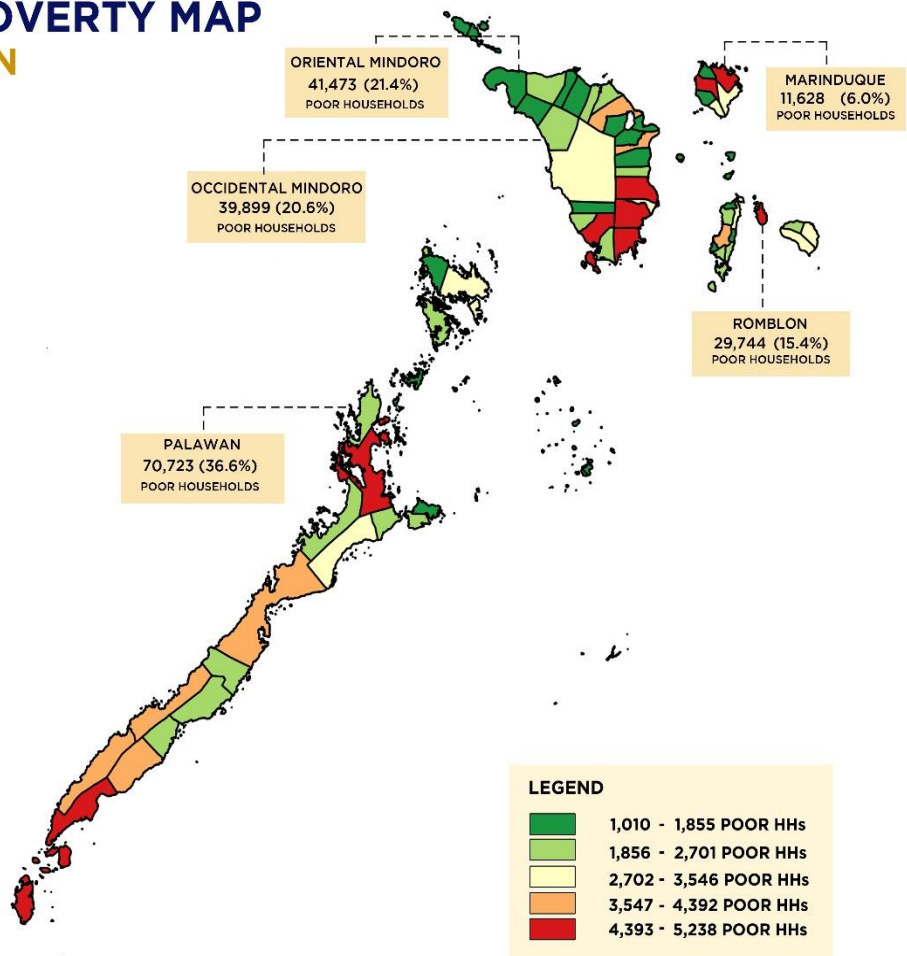 POVERTY MAP
ORIENTAL MINDORO
41,473 (21.4%)
POOR HOUSEHOLDS
MARINDUQUE
11,628 (6.0%)
POOR HOUSEHOLDS
OCCIDENTAL MINDORO
39,899 (20.6%)
POOR HOUSEHOLDS
ROMBLON
29,744 (15.4%)
POOR HOUSEHOLDS
PALAWAN
70,723 (36.6%)
POOR HOUSEHOLDS
LEGEND
1,010 - 1,855 POOR HHs
1,856 - 2,701 POOR HHs
2,702 - 3,546 POOR HHs
3,547 - 4,392 POOR HHs
4,393 - 5,238 POOR HHs